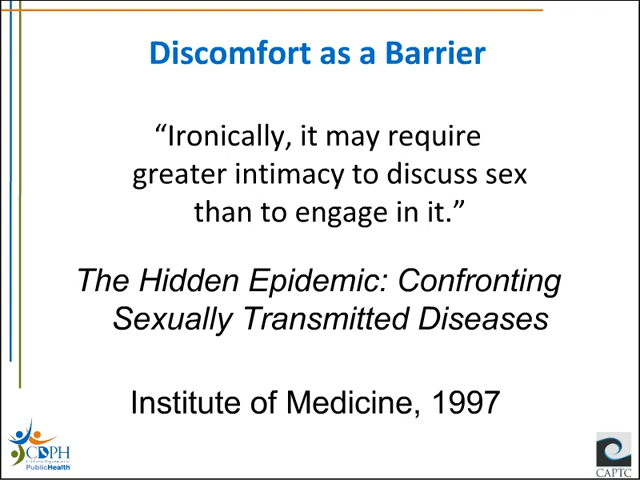 Discomfort as a Barrier
“Ironically, it may require
greater intimacy to discuss sex
than to engage in it.”
The Hidden Epidemic: Confronting
Sexually Transmitted Diseases
Institute of Medicine, 1997
CDPH
PublicHealth
CAPTC